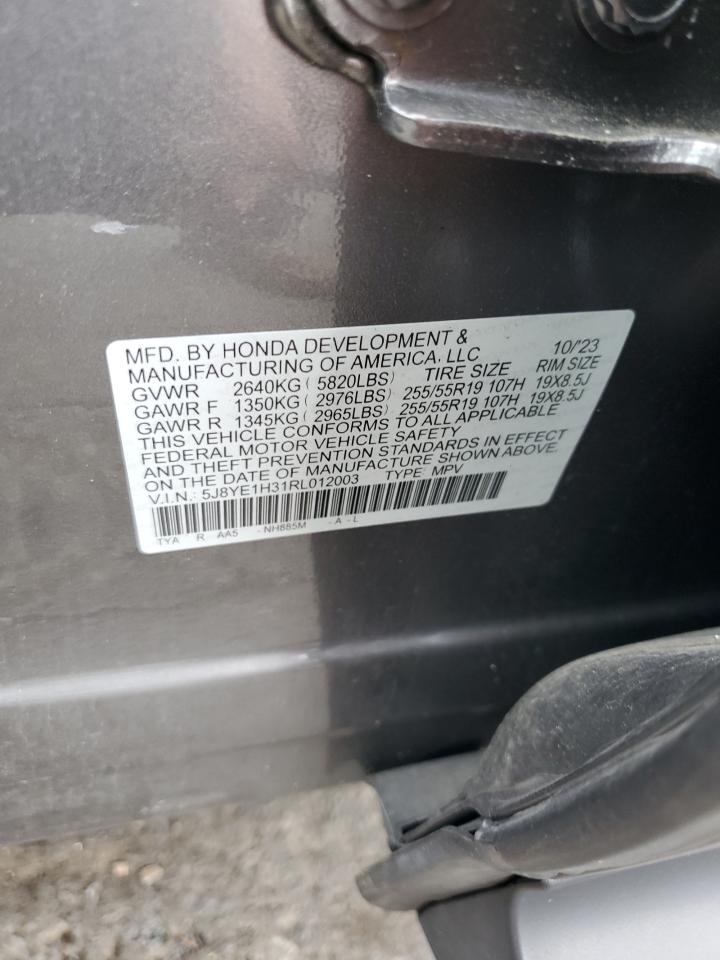 MFD. BY HONDA DEVELOPMENT &
MANUFACTURING OF AMERICA, LLC 10/'23
GVWR 2640KG ( 5820LBS) TIRE SIZE RIM SIZE
GAWR F 1350KG ( 2976LBS) 255/55R19 107H 19X8.5J
GAWR R 1345KG ( 2965LBS) 255/55R19 107H 19X8.5J
THIS VEHICLE CONFORMS TO ALL APPLICABLE
FEDERAL MOTOR VEHICLE SAFETY
AND THEFT PREVENTION STANDARDS IN EFFECT
ON THE DATE OF MANUFACTURE SHOWN ABOVE.
V.I.N.: 5J8YE1H31RL012003 TYPE: MPV
TYA R AA5 - NH885M - A - L